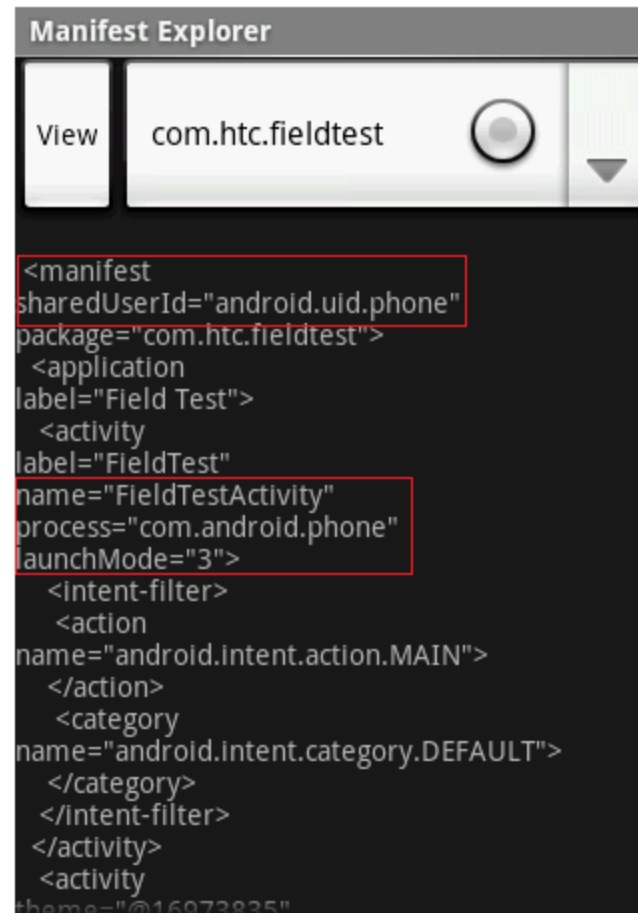 Manifest Explorer
View
com.htc.fieldtest
<manifest
sharedUserId="android.uid.phone"
package="com.htc.fieldtest">
<application
label="Field Test">
<activity
label="FieldTest"
name="FieldTestActivity"
process="com.android.phone"
launchMode="3">
<intent-filter>
<action
name="android.intent.action.MAIN">
</action>
<category
name="android.intent.category.DEFAULT">
</category>
</intent-filter>
</activity>
<activity
theme="@16973835"